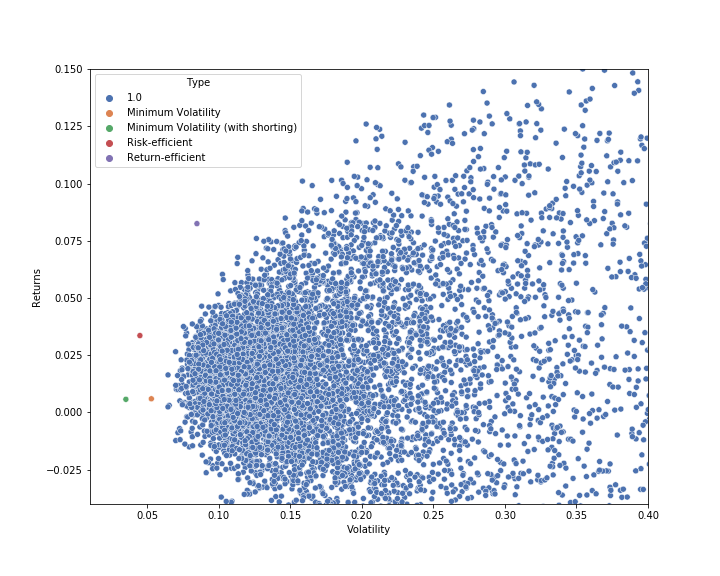 Type
1.0
Minimum Volatility
Minimum Volatility (with shorting)
Risk-efficient
Return-efficient
0.150
0.125
0.100
0.075
0.050
0.025
0.000
−0.025
Returns
0.05 0.10 0.15 0.20 0.25 0.30 0.35 0.40
Volatility